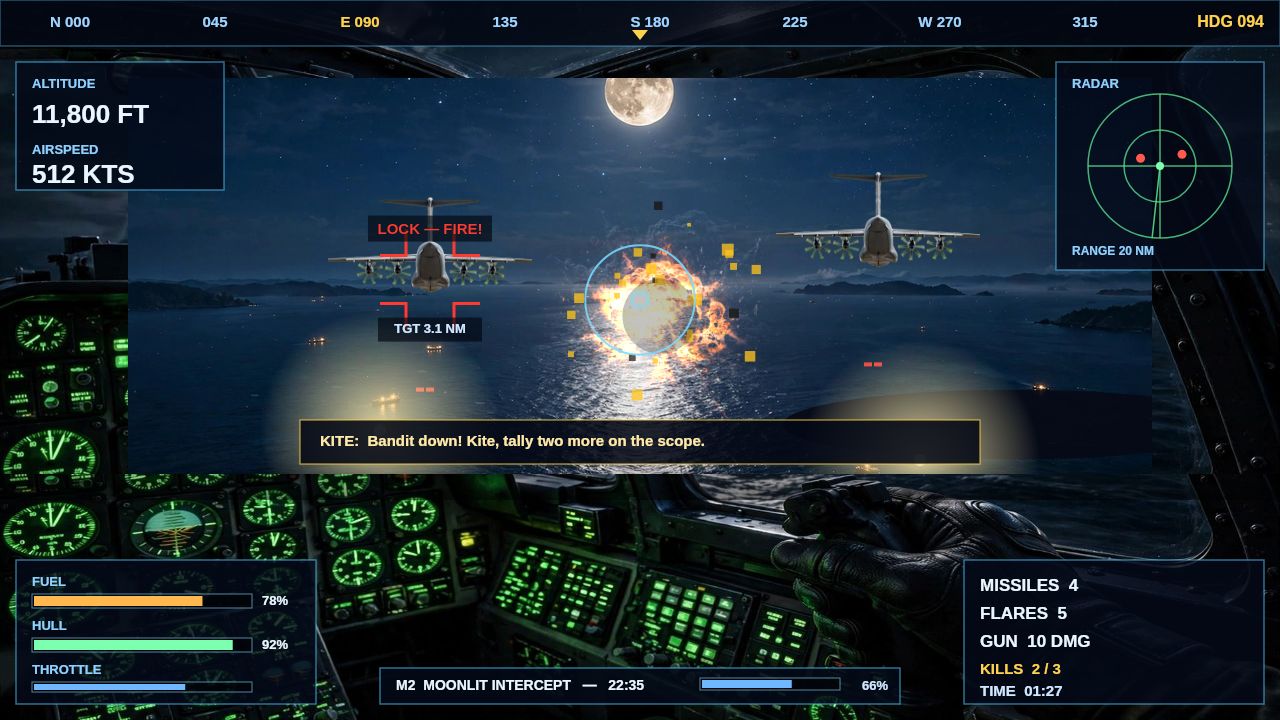 N 000 045 E 090 135 S 180 225 W 270 315 HDG 094
ALTITUDE
11,800 FT
AIRSPEED
512 KTS
RADAR
RANGE 20 NM
LOCK — FIRE!
TGT 3.1 NM
KITE: Bandit down! Kite, tally two more on the scope.
FUEL
78%
HULL
92%
THROTTLE
M2 MOONLIT INTERCEPT — 22:35 66%
MISSILES 4
FLARES 5
GUN 10 DMG
KILLS 2 / 3
TIME 01:27